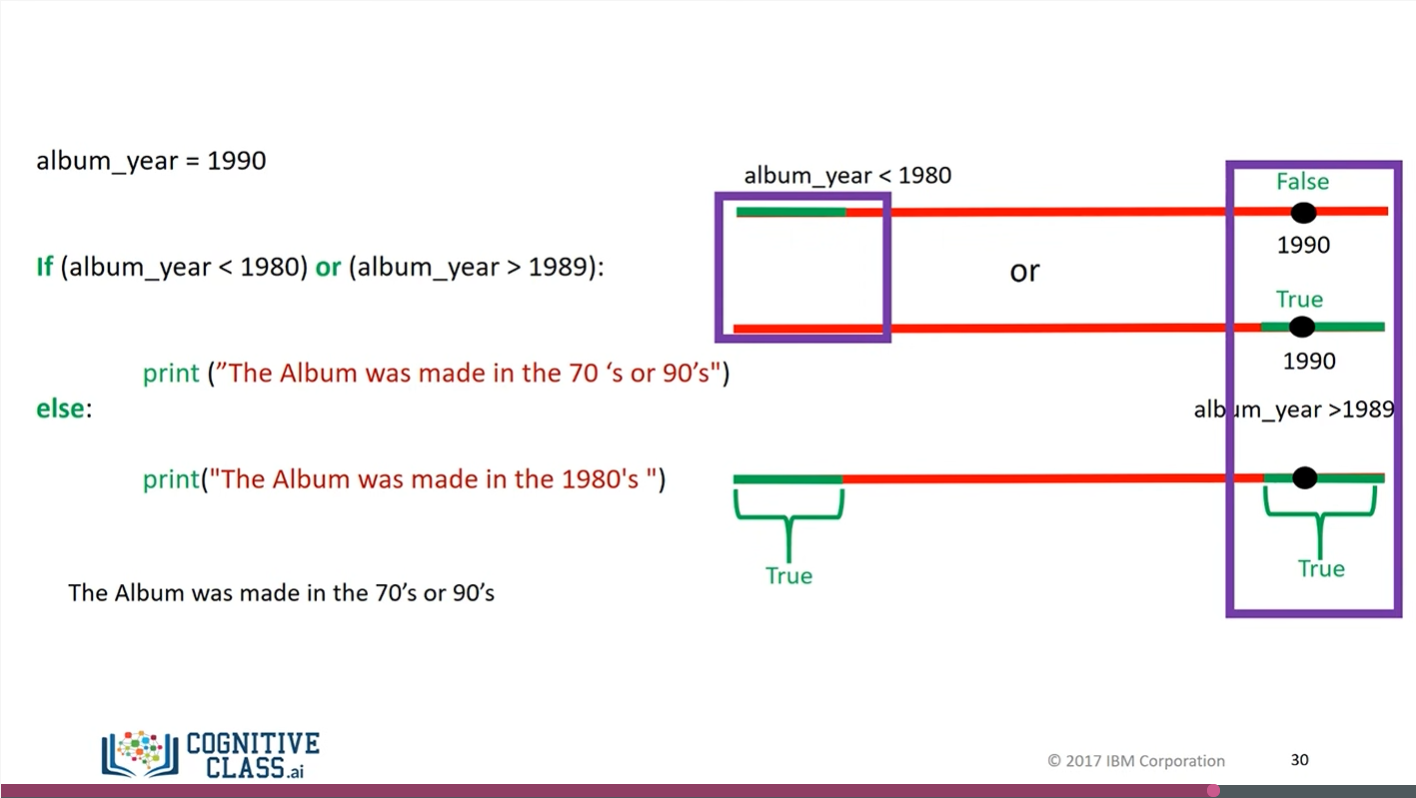 album_year = 1990
If (album_year < 1980) or (album_year > 1989):
print (”The Album was made in the 70 ‘s or 90’s")
else:
print("The Album was made in the 1980's ")
The Album was made in the 70’s or 90’s
album_year < 1980
False
1990
or
True
1990
album_year >1989
True
True
COGNITIVE
CLASS.ai
© 2017 IBM Corporation
30